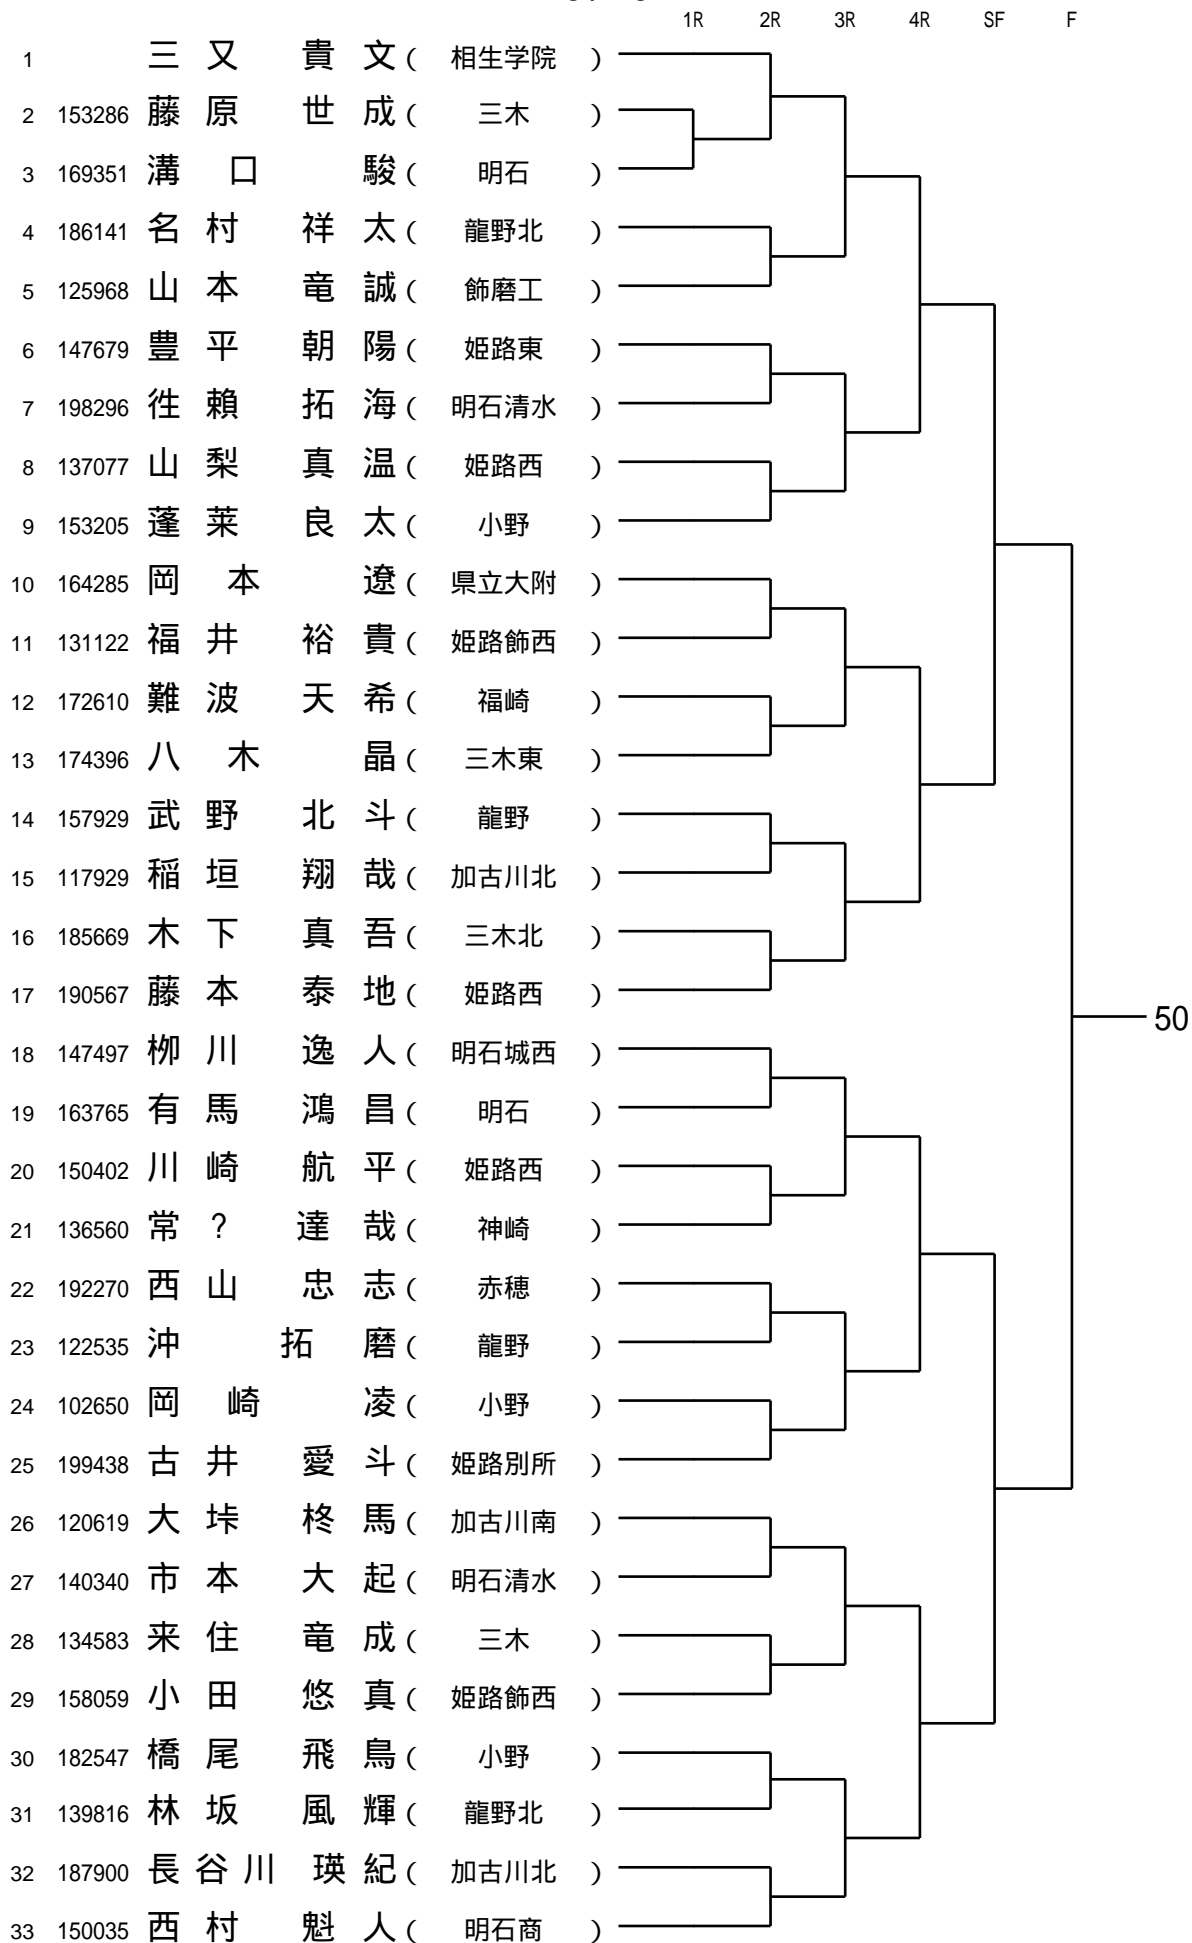 1R 2R 3R 4R SF F
1 三又 貴文 ( 相生学院 )
2 153286 藤原 世成 ( 三木 )
3 169351 溝口 駿 ( 明石 )
4 186141 名村 祥太 ( 龍野北 )
5 125968 山本 竜誠 ( 飾磨工 )
6 147679 豊平 朝陽 ( 姫路東 )
7 198296 徃賴 拓海 ( 明石清水 )
8 137077 山梨 真温 ( 姫路西 )
9 153205 蓬莱 良太 ( 小野 )
10 164285 岡本 遼 ( 県立大附 )
11 131122 福井 裕貴 ( 姫路飾西 )
12 172610 難波 天希 ( 福崎 )
13 174396 八木 晶 ( 三木東 )
14 157929 武野 北斗 ( 龍野 )
15 117929 稲垣 翔哉 ( 加古川北 )
16 185669 木下 真吾 ( 三木北 )
17 190567 藤本 泰地 ( 姫路西 )
50
18 147497 栁川 逸人 ( 明石城西 )
19 163765 有馬 鴻昌 ( 明石 )
20 150402 川崎 航平 ( 姫路西 )
21 136560 常? 達哉 ( 神崎 )
22 192270 西山 忠志 ( 赤穂 )
23 122535 沖 拓磨 ( 龍野 )
24 102650 岡崎 凌 ( 小野 )
25 199438 古井 愛斗 ( 姫路別所 )
26 120619 大垰 柊馬 ( 加古川南 )
27 140340 市本 大起 ( 明石清水 )
28 134583 来住 竜成 ( 三木 )
29 158059 小田 悠真 ( 姫路飾西 )
30 182547 橋尾 飛鳥 ( 小野 )
31 139816 林坂 風輝 ( 龍野北 )
32 187900 長谷川 瑛紀 ( 加古川北 )
33 150035 西村 魁人 ( 明石商 )